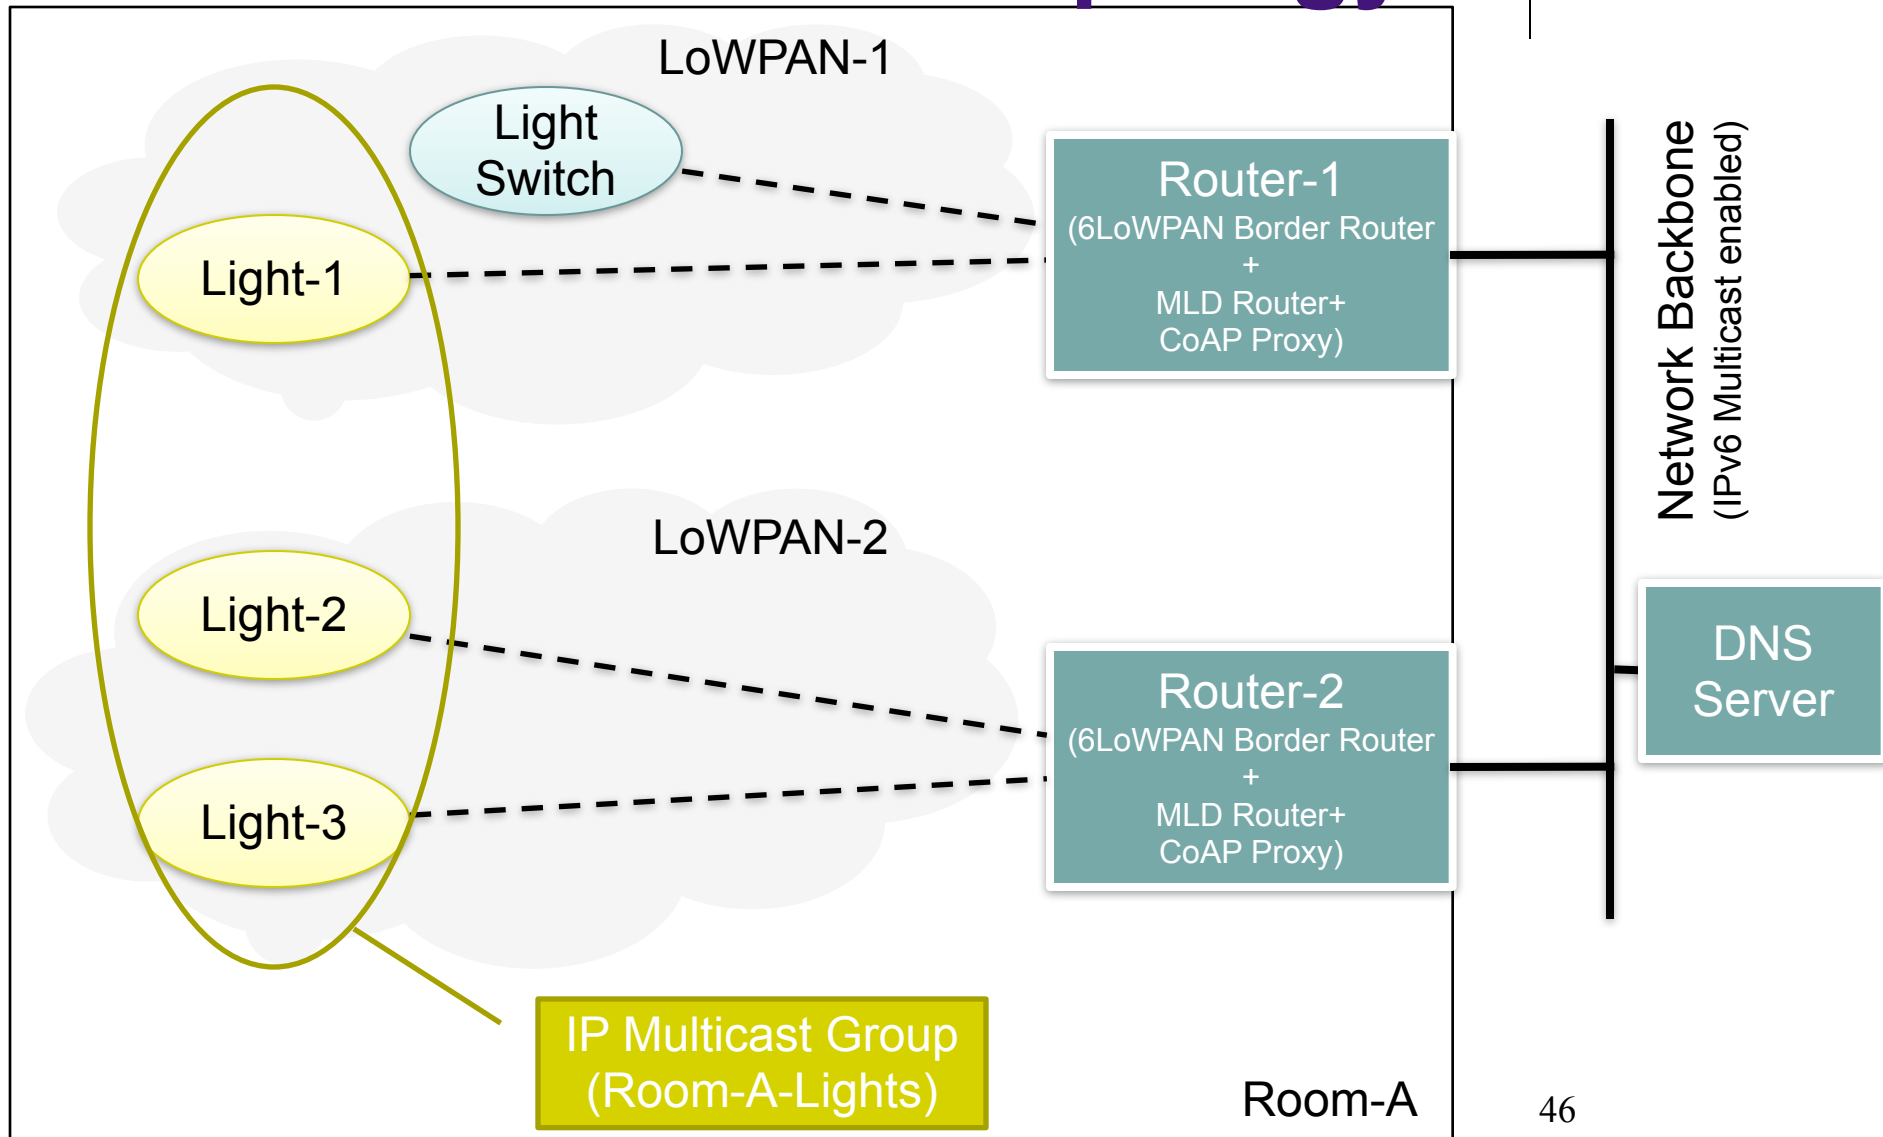 LoWPAN-1
Light
Switch
Light-1
Router-1
(6LoWPAN Border Router
+
MLD Router+
CoAP Proxy)
Network Backbone
(IPv6 Multicast enabled)
LoWPAN-2
Light-2
Light-3
Router-2
(6LoWPAN Border Router
+
MLD Router+
CoAP Proxy)
DNS
Server
IP Multicast Group
(Room-A-Lights)
Room-A
46